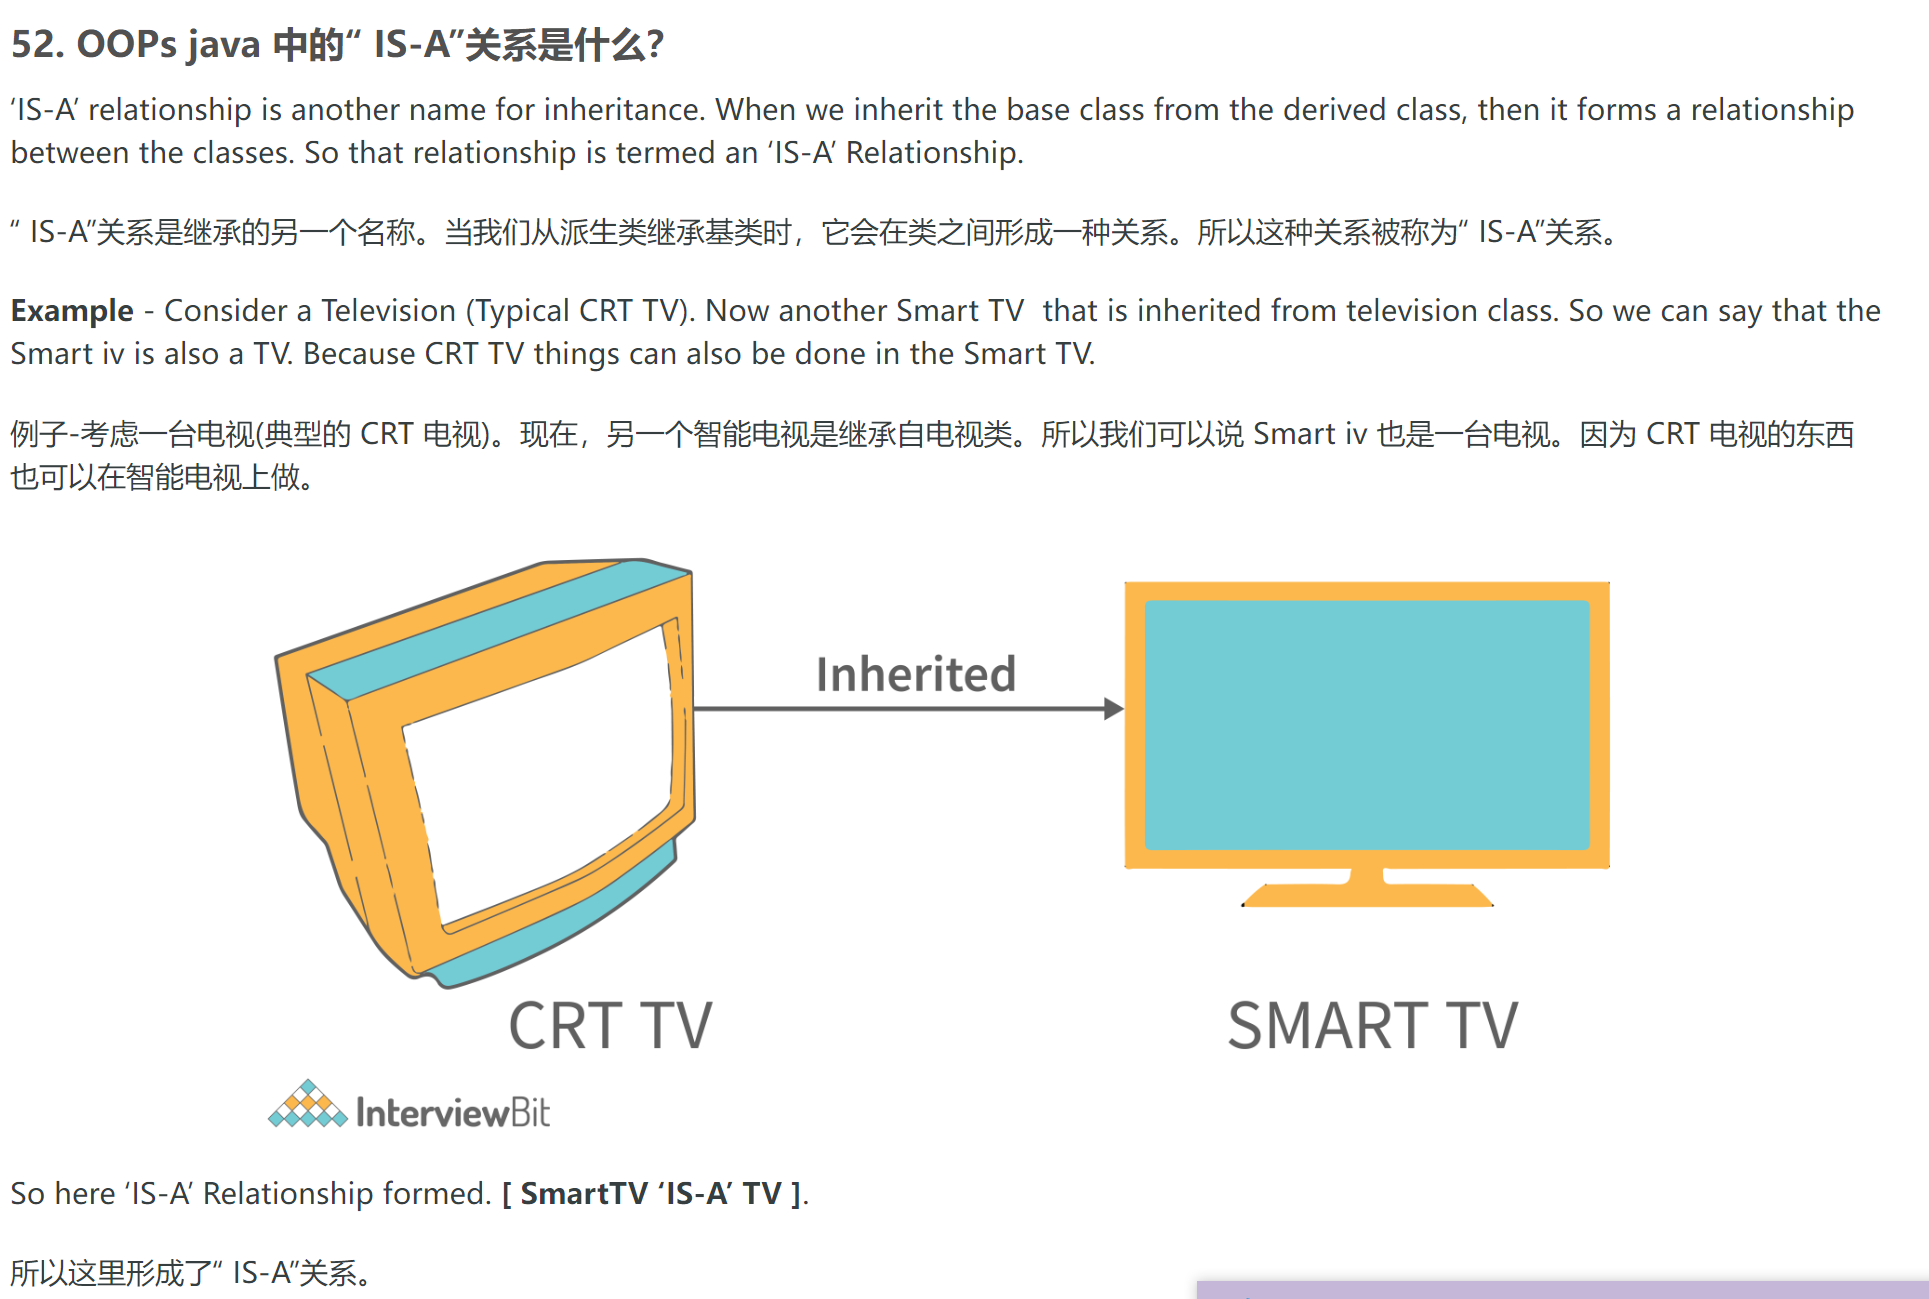 52. OOPs java 中的“ IS-A”关系是什么?
‘IS-A’ relationship is another name for inheritance. When we inherit the base class from the derived class, then it forms a relationship
between the classes. So that relationship is termed an ‘IS-A’ Relationship.
“ IS-A”关系是继承的另一个名称。当我们从派生类继承基类时，它会在类之间形成一种关系。所以这种关系被称为“ IS-A”关系。
Example - Consider a Television (Typical CRT TV). Now another Smart TV  that is inherited from television class. So we can say that the
Smart iv is also a TV. Because CRT TV things can also be done in the Smart TV.
例子-考虑一台电视(典型的 CRT 电视)。现在，另一个智能电视是继承自电视类。所以我们可以说 Smart iv 也是一台电视。因为 CRT 电视的东西
也可以在智能电视上做。
Inherited
CRT TV
SMART TV
InterviewBit
So here ‘IS-A’ Relationship formed. [ SmartTV ‘IS-A’ TV ].
所以这里形成了“ IS-A”关系。